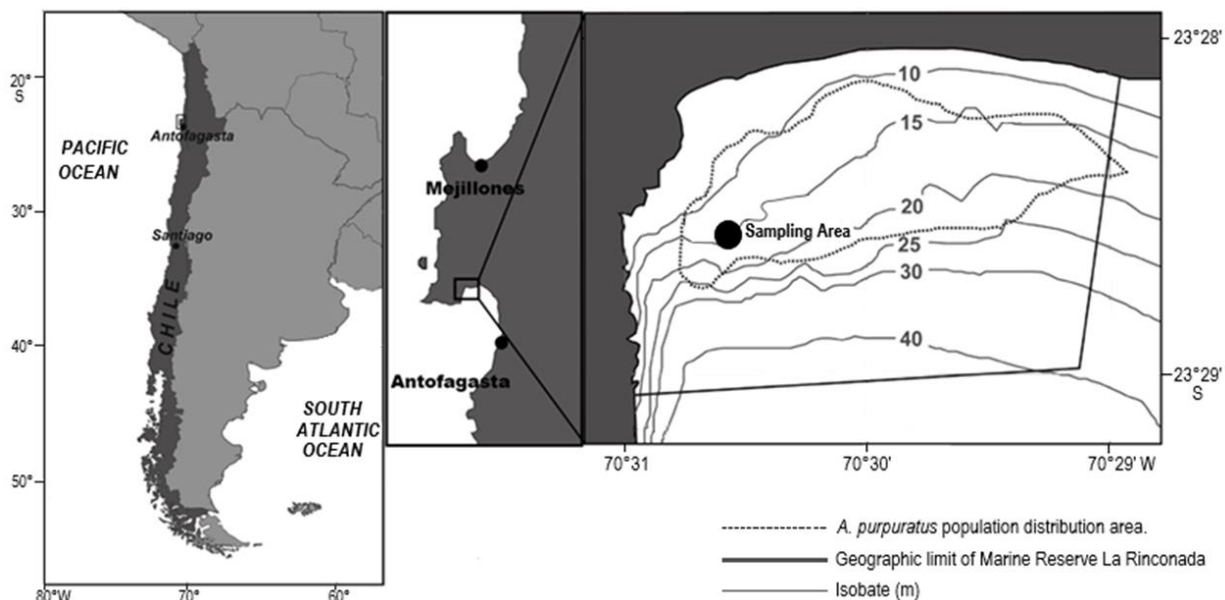 20°
S
PACIFIC
OCEAN
Antofagasta
30°
Santiago
CHILE
40°
SOUTH
ATLANTIC
OCEAN
50°
80°W
70°
60°
Mejillones
Antofagasta
10
15
20
25
30
40
Sampling Area
23°28'
23°29'
S
70°31
70°30'
70°29' W
A. purpuratus population distribution area.
Geographic limit of Marine Reserve La Rinconada
Isobate (m)